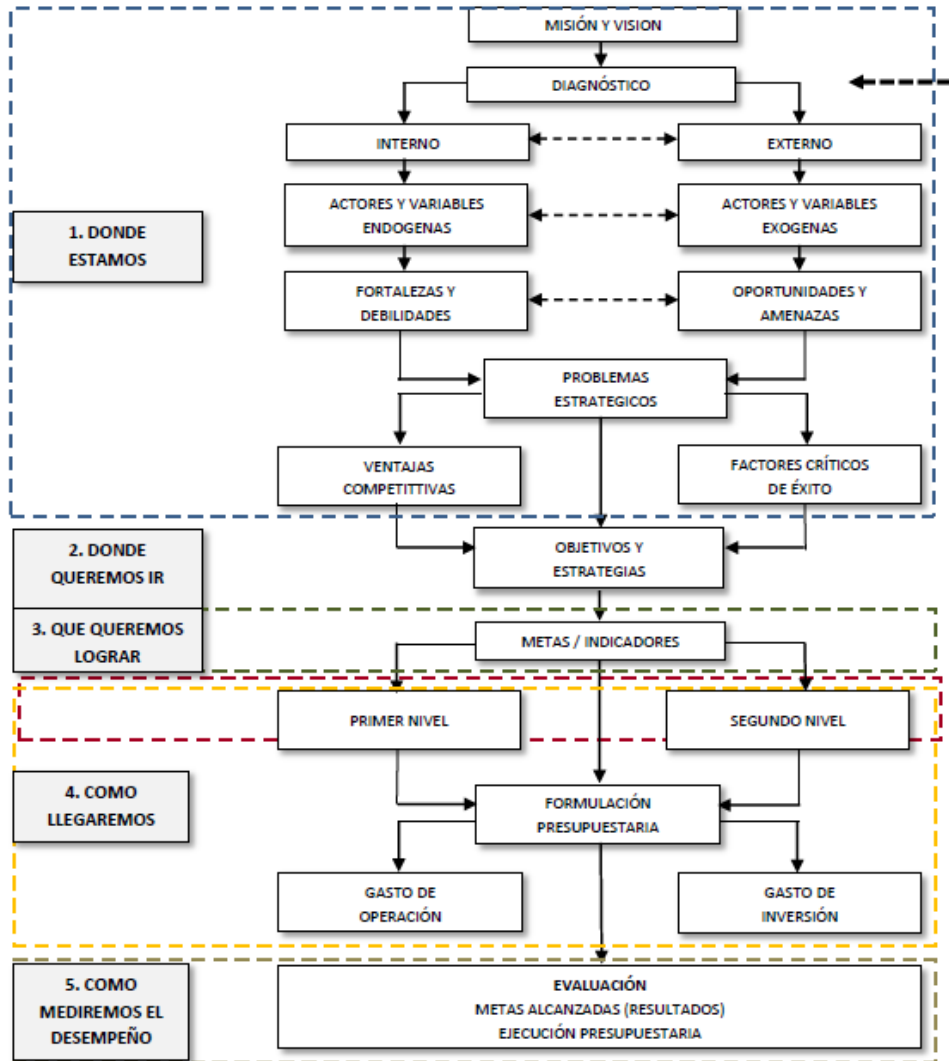 MISIÓN Y VISION
DIAGNÓSTICO
INTERNO
EXTERNO
ACTORES Y VARIABLES
ENDOGENAS
ACTORES Y VARIABLES
EXOGENAS
1. DONDE
ESTAMOS
FORTALEZAS Y
DEBILIDADES
OPORTUNIDADES Y
AMENAZAS
PROBLEMAS
ESTRATEGICOS
VENTAJAS
COMPETITTIVAS
FACTORES CRÍTICOS
DE ÉXITO
2. DONDE
QUEREMOS IR
OBJETIVOS Y
ESTRATEGIAS
3. QUE QUEREMOS
LOGRAR
METAS / INDICADORES
PRIMER NIVEL
SEGUNDO NIVEL
4. COMO
LLEGAREMOS
FORMULACIÓN
PRESUPUESTARIA
GASTO DE
OPERACIÓN
GASTO DE
INVERSIÓN
5. COMO
MEDIREMOS EL
DESEMPEÑO
EVALUACIÓN
METAS ALCANZADAS (RESULTADOS)
EJECUCIÓN PRESUPUESTARIA